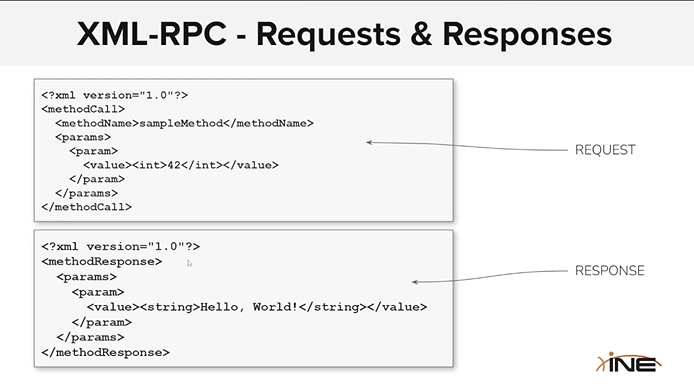 XML-RPC - Requests & Responses
<?xml version="1.0"?>
<methodCall>
  <methodName>sampleMethod</methodName>
  <params>
    <param>
      <value><int>42</int></value>
    </param>
  </params>
</methodCall>
REQUEST
<?xml version="1.0"?>
<methodResponse>
  <params>
    <param>
      <value><string>Hello, World!</string></value>
    </param>
  </params>
</methodResponse>
RESPONSE
INE